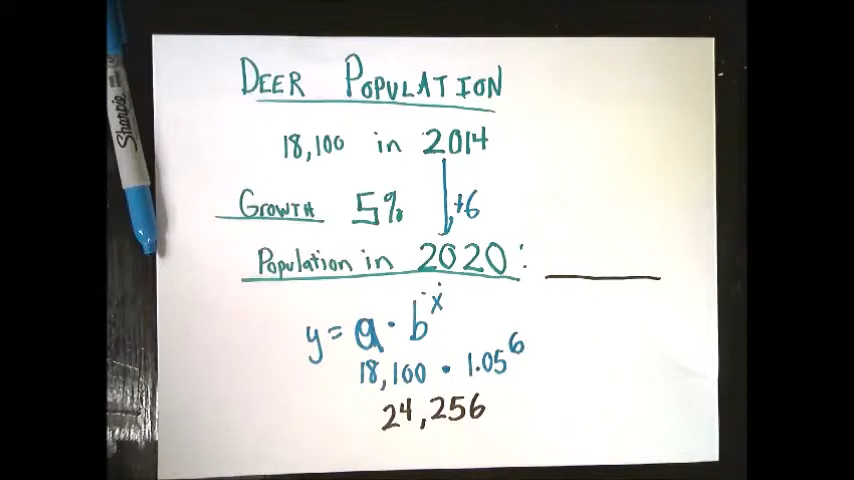 Sharpie
DEER POPULATION
18,100 in 2014
GROWTH 5% +6
Population in 2020:
y = a · b^x
18,100 · 1.05^6
24,256